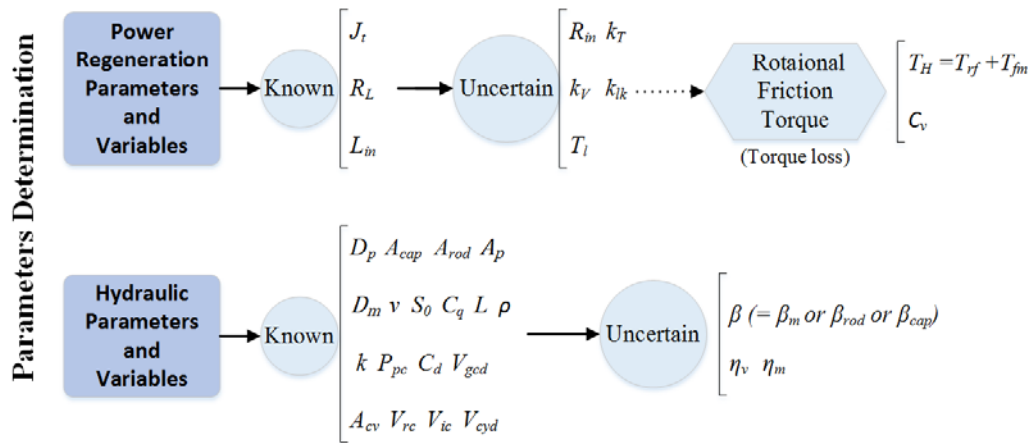 Parameters Determination
Power
Regeneration
Parameters
and
Variables
Known
J_t
R_L
L_in
Uncertain
R_in k_T
k_V k_lk
T_l
Rotaional
Friction
Torque
(Torque loss)
T_H =T_rf +T_fm
C_v
Hydraulic
Parameters
and
Variables
Known
D_p A_cap A_rod A_p
D_m v S_0 C_q L ρ
k P_pc C_d V_gcd
A_cv V_rc V_ic V_cyd
Uncertain
β (= β_m or β_rod or β_cap)
η_v η_m